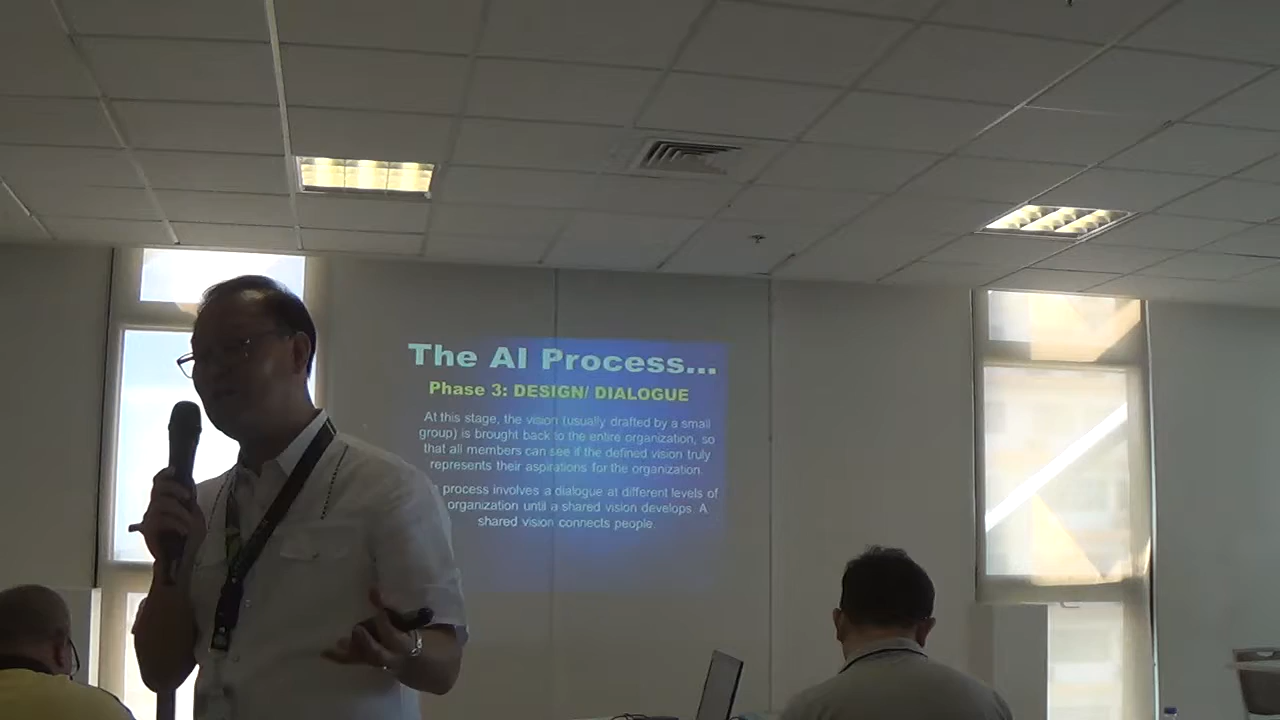 The AI Process...
Phase 3: DESIGN/ DIALOGUE
At this stage, the vision (usually drafted by a small
group) is brought back to the entire organization, so
that all members can see if the defined vision truly
represents their aspirations for the organization.
process involves a dialogue at different levels of
organization until a shared vision develops. A
shared vision connects people.